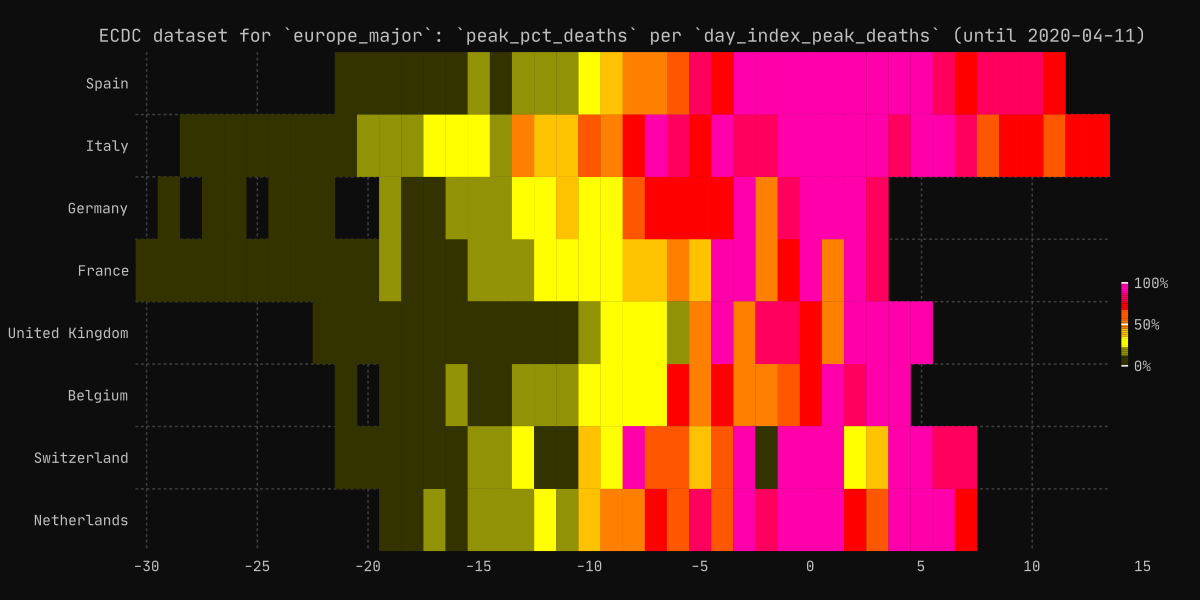 ECDC dataset for `europe_major`: `peak_pct_deaths` per `day_index_peak_deaths` (until 2020-04-11)
Spain
Italy
Germany
France
United Kingdom
Belgium
Switzerland
Netherlands
100%
50%
0%
-30 -25 -20 -15 -10 -5 0 5 10 15